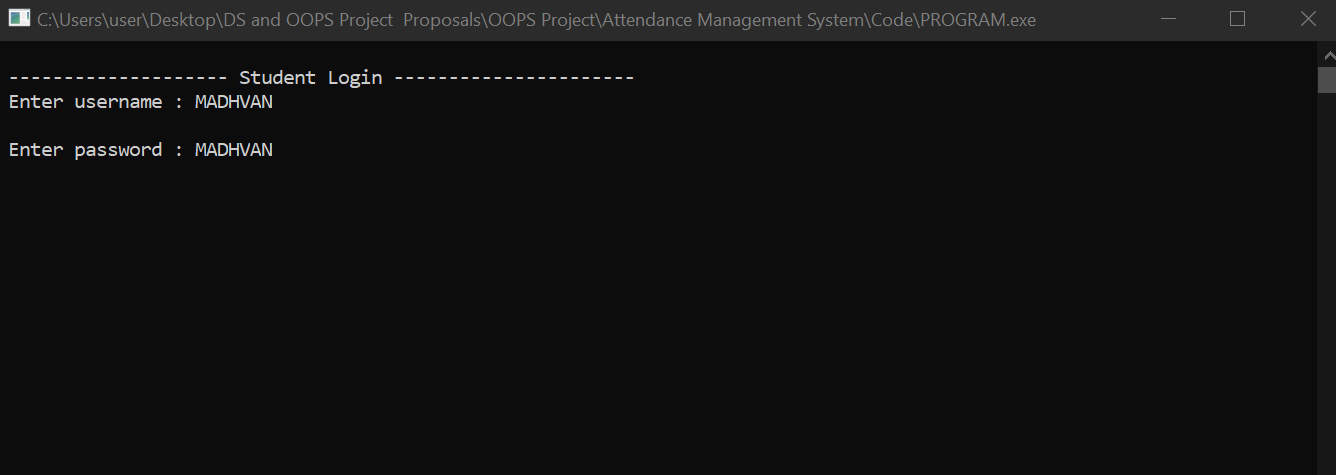 C:\Users\user\Desktop\DS and OOPS Project  Proposals\OOPS Project\Attendance Management System\Code\PROGRAM.exe
-------------------- Student Login ----------------------
Enter username : MADHVAN
Enter password : MADHVAN